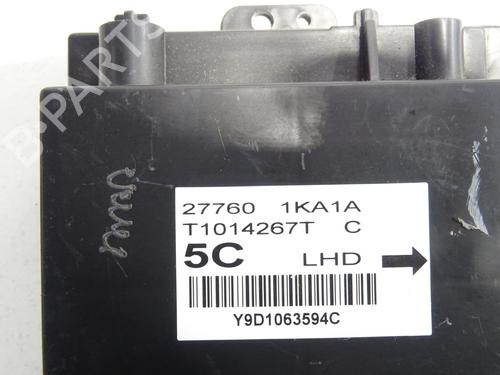 B-PARTS
27760 1KA1A
T1014267T C
5C LHD
Y9D1063594C